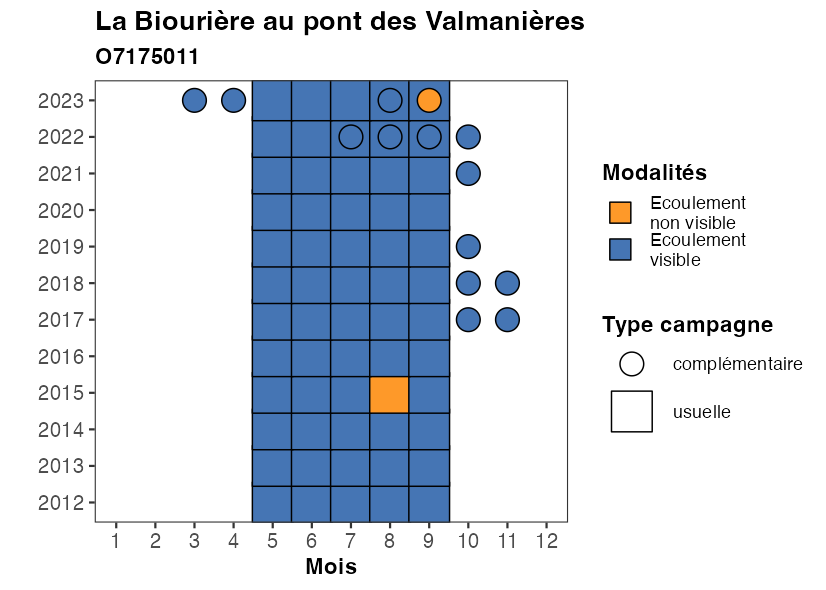 La Biourière au pont des Valmanières
O7175011
2023
2022
2021
2020
2019
2018
2017
2016
2015
2014
2013
2012
1 2 3 4 5 6 7 8 9 10 11 12
Mois
Modalités
Ecoulement
non visible
Ecoulement
visible
Type campagne
complémentaire
usuelle